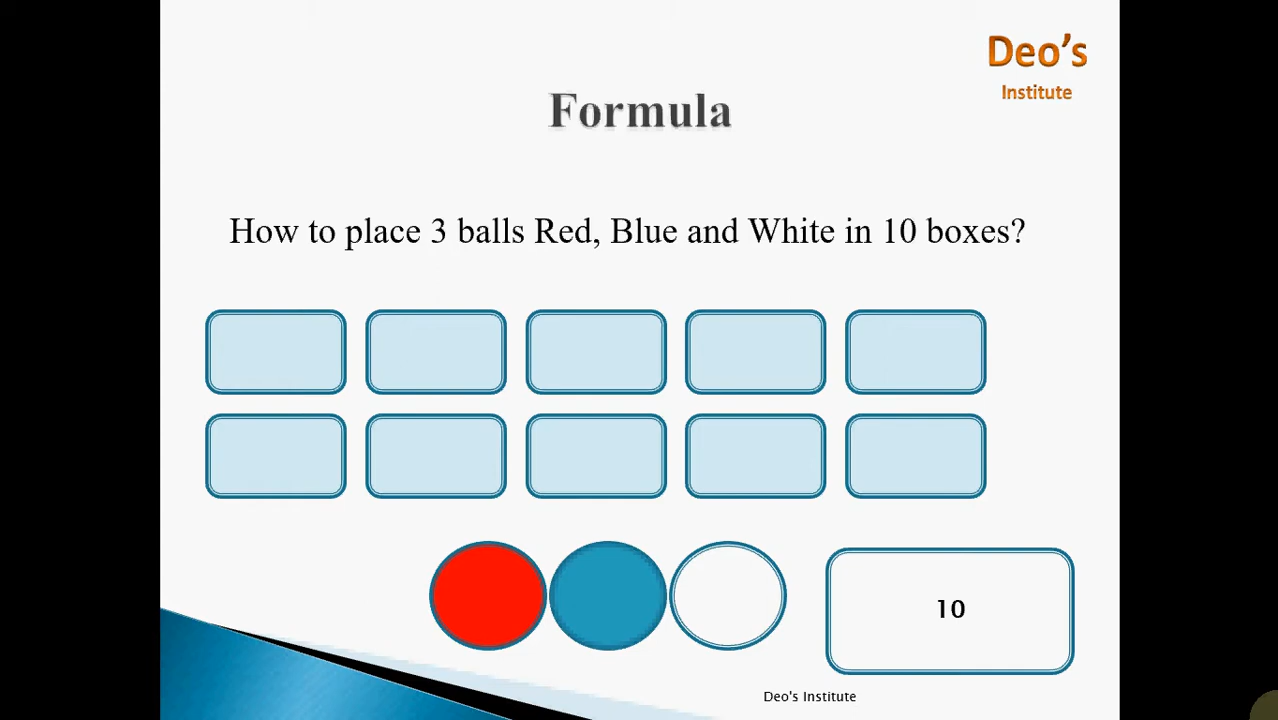 Deo's
Institute
Formula
How to place 3 balls Red, Blue and White in 10 boxes?
10
Deo's Institute